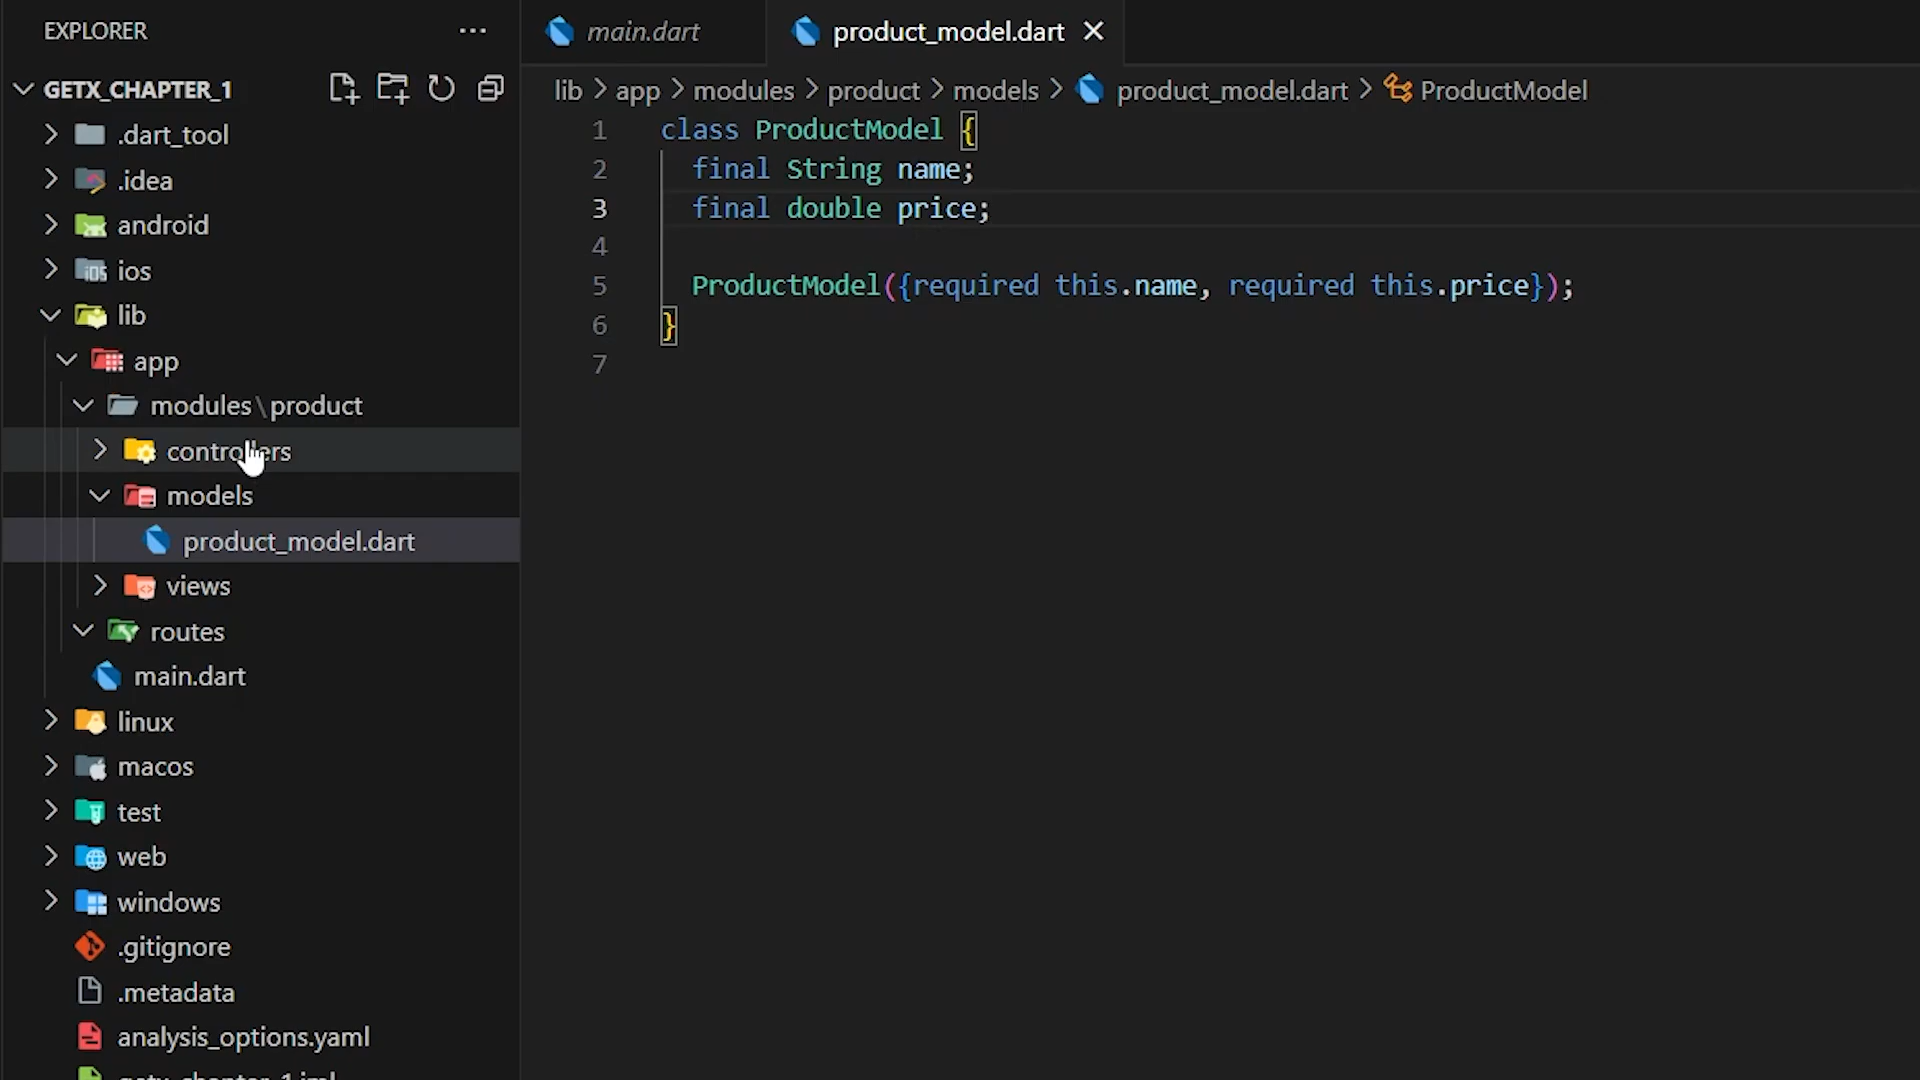 EXPLORER
GETX_CHAPTER_1
.dart_tool
.idea
android
ios
lib
app
modules\product
controllers
models
product_model.dart
views
routes
main.dart
linux
macos
test
web
windows
.gitignore
.metadata
analysis_options.yaml
getx_chapter_1.iml
main.dart
product_model.dart
lib > app > modules > product > models > product_model.dart > ProductModel
1 class ProductModel {
2 final String name;
3 final double price;
4
5 ProductModel({required this.name, required this.price});
6 }
7